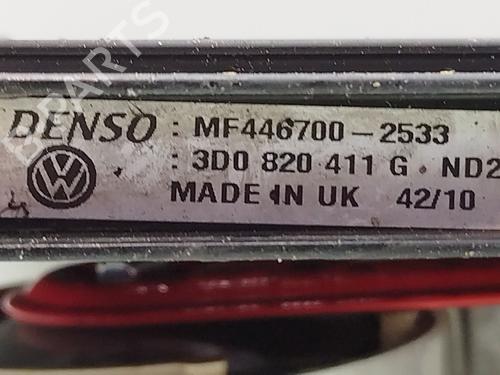 DENSO : MF446700-2533
: 3D0 820 411 G · ND2
MADE IN UK 42/10